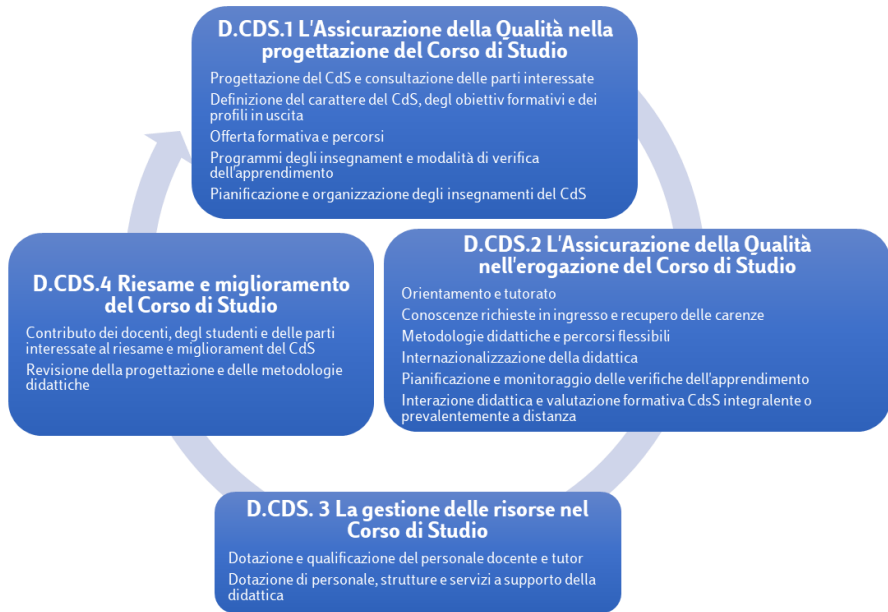 D.CDS.1 L'Assicurazione della Qualità nella
progettazione del Corso di Studio
Progettazione del CdS e consultazione delle parti interessate
Definizione del carattere del CdS, degli obiettiv formativi e dei
profili in uscita
Offerta formativa e percorsi
Programmi degli insegnament e modalità di verifica
dell'apprendimento
Pianificazione e organizzazione degli insegnamenti del CdS
D.CDS.2 L'Assicurazione della Qualità
nell'erogazione del Corso di Studio
Orientamento e tutorato
Conoscenze richieste in ingresso e recupero delle carenze
Metodologie didattiche e percorsi flessibili
Internazionalizzazione della didattica
Pianificazione e monitoraggio delle verifiche dell'apprendimento
Interazione didattica e valutazione formativa CdsS integralente o
prevalentemente a distanza
D.CDS. 3 La gestione delle risorse nel
Corso di Studio
Dotazione e qualificazione del personale docente e tutor
Dotazione di personale, strutture e servizi a supporto della
didattica
D.CDS.4 Riesame e miglioramento
del Corso di Studio
Contributo dei docenti, degl studenti e delle parti
interessate al riesame e migliorament del CdS
Revisione della progettazione e delle metodologie
didattiche